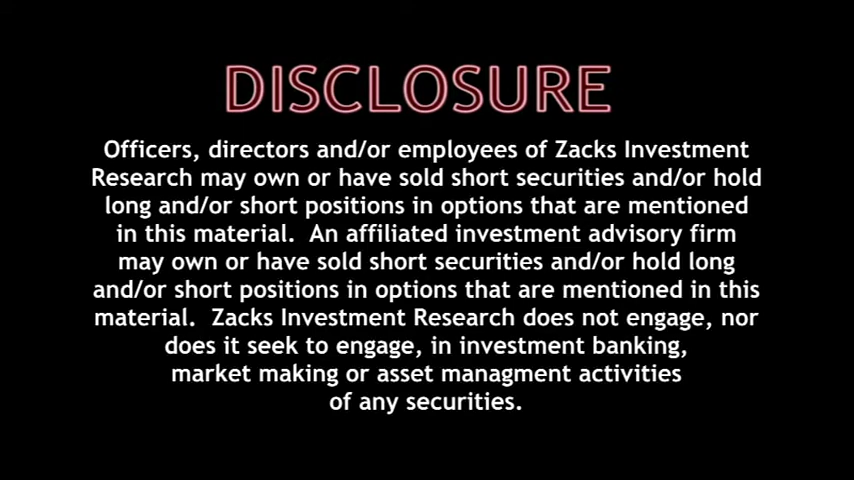 DISCLOSURE
Officers, directors and/or employees of Zacks Investment
Research may own or have sold short securities and/or hold
long and/or short positions in options that are mentioned
in this material.  An affiliated investment advisory firm
may own or have sold short securities and/or hold long
and/or short positions in options that are mentioned in this
material.  Zacks Investment Research does not engage, nor
does it seek to engage, in investment banking,
market making or asset managment activities
of any securities.